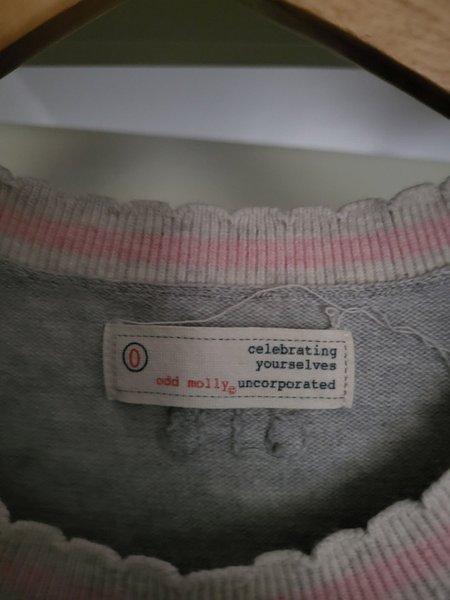 0
celebrating
yourselves
odd molly© uncorporated